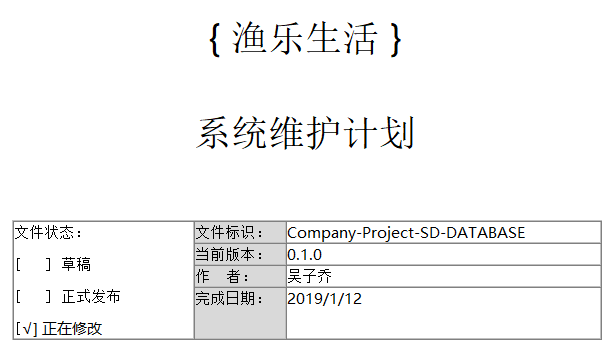 { 渔乐生活 }
系统维护计划
文件状态：
[ ] 草稿
[ ] 正式发布
[√] 正在修改
文件标识： Company-Project-SD-DATABASE
当前版本： 0.1.0
作 者： 吴子乔
完成日期： 2019/1/12